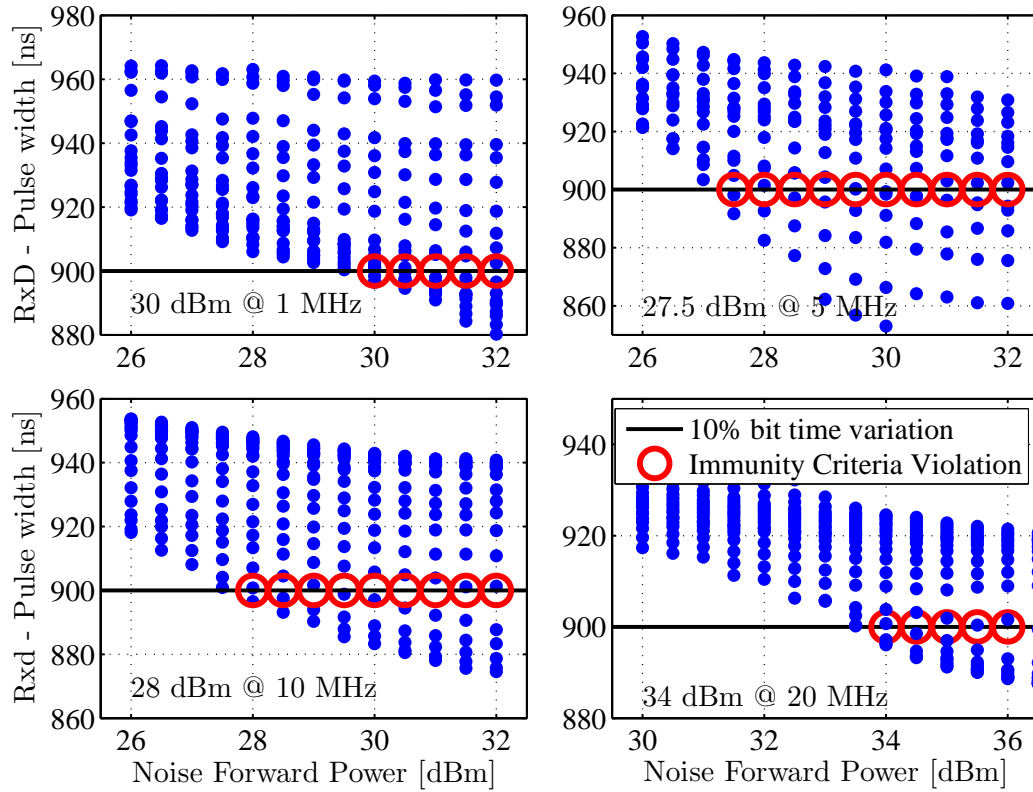 RxD - Pulse width [ns]
980
960
940
920
900
880
30 dBm @ 1 MHz
26 28 30 32
960
940
920
900
880
860
27.5 dBm @ 5 MHz
26 28 30 32
Rxd - Pulse width [ns]
960
940
920
900
880
860
28 dBm @ 10 MHz
26 28 30 32
Noise Forward Power [dBm]
940
920
900
880
10% bit time variation
Immunity Criteria Violation
34 dBm @ 20 MHz
30 32 34 36
Noise Forward Power [dBm]